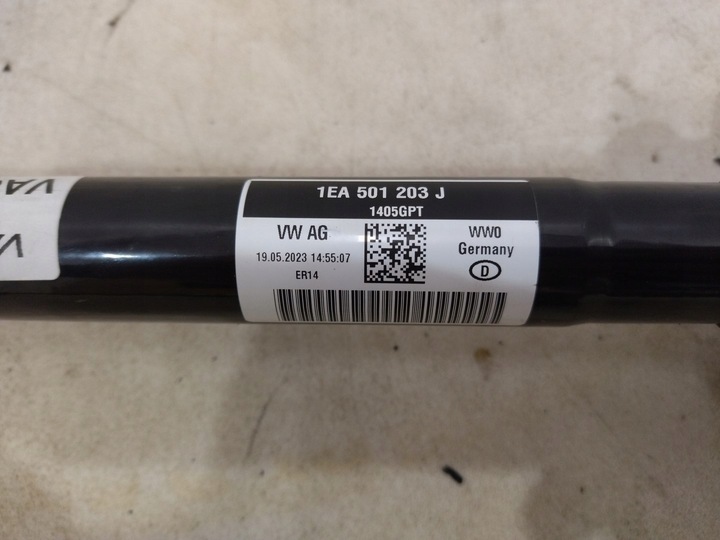 1EA 501 203 J
1405GPT
VW AG
19.05.2023 14:55:07
ER14
WW0
Germany
D